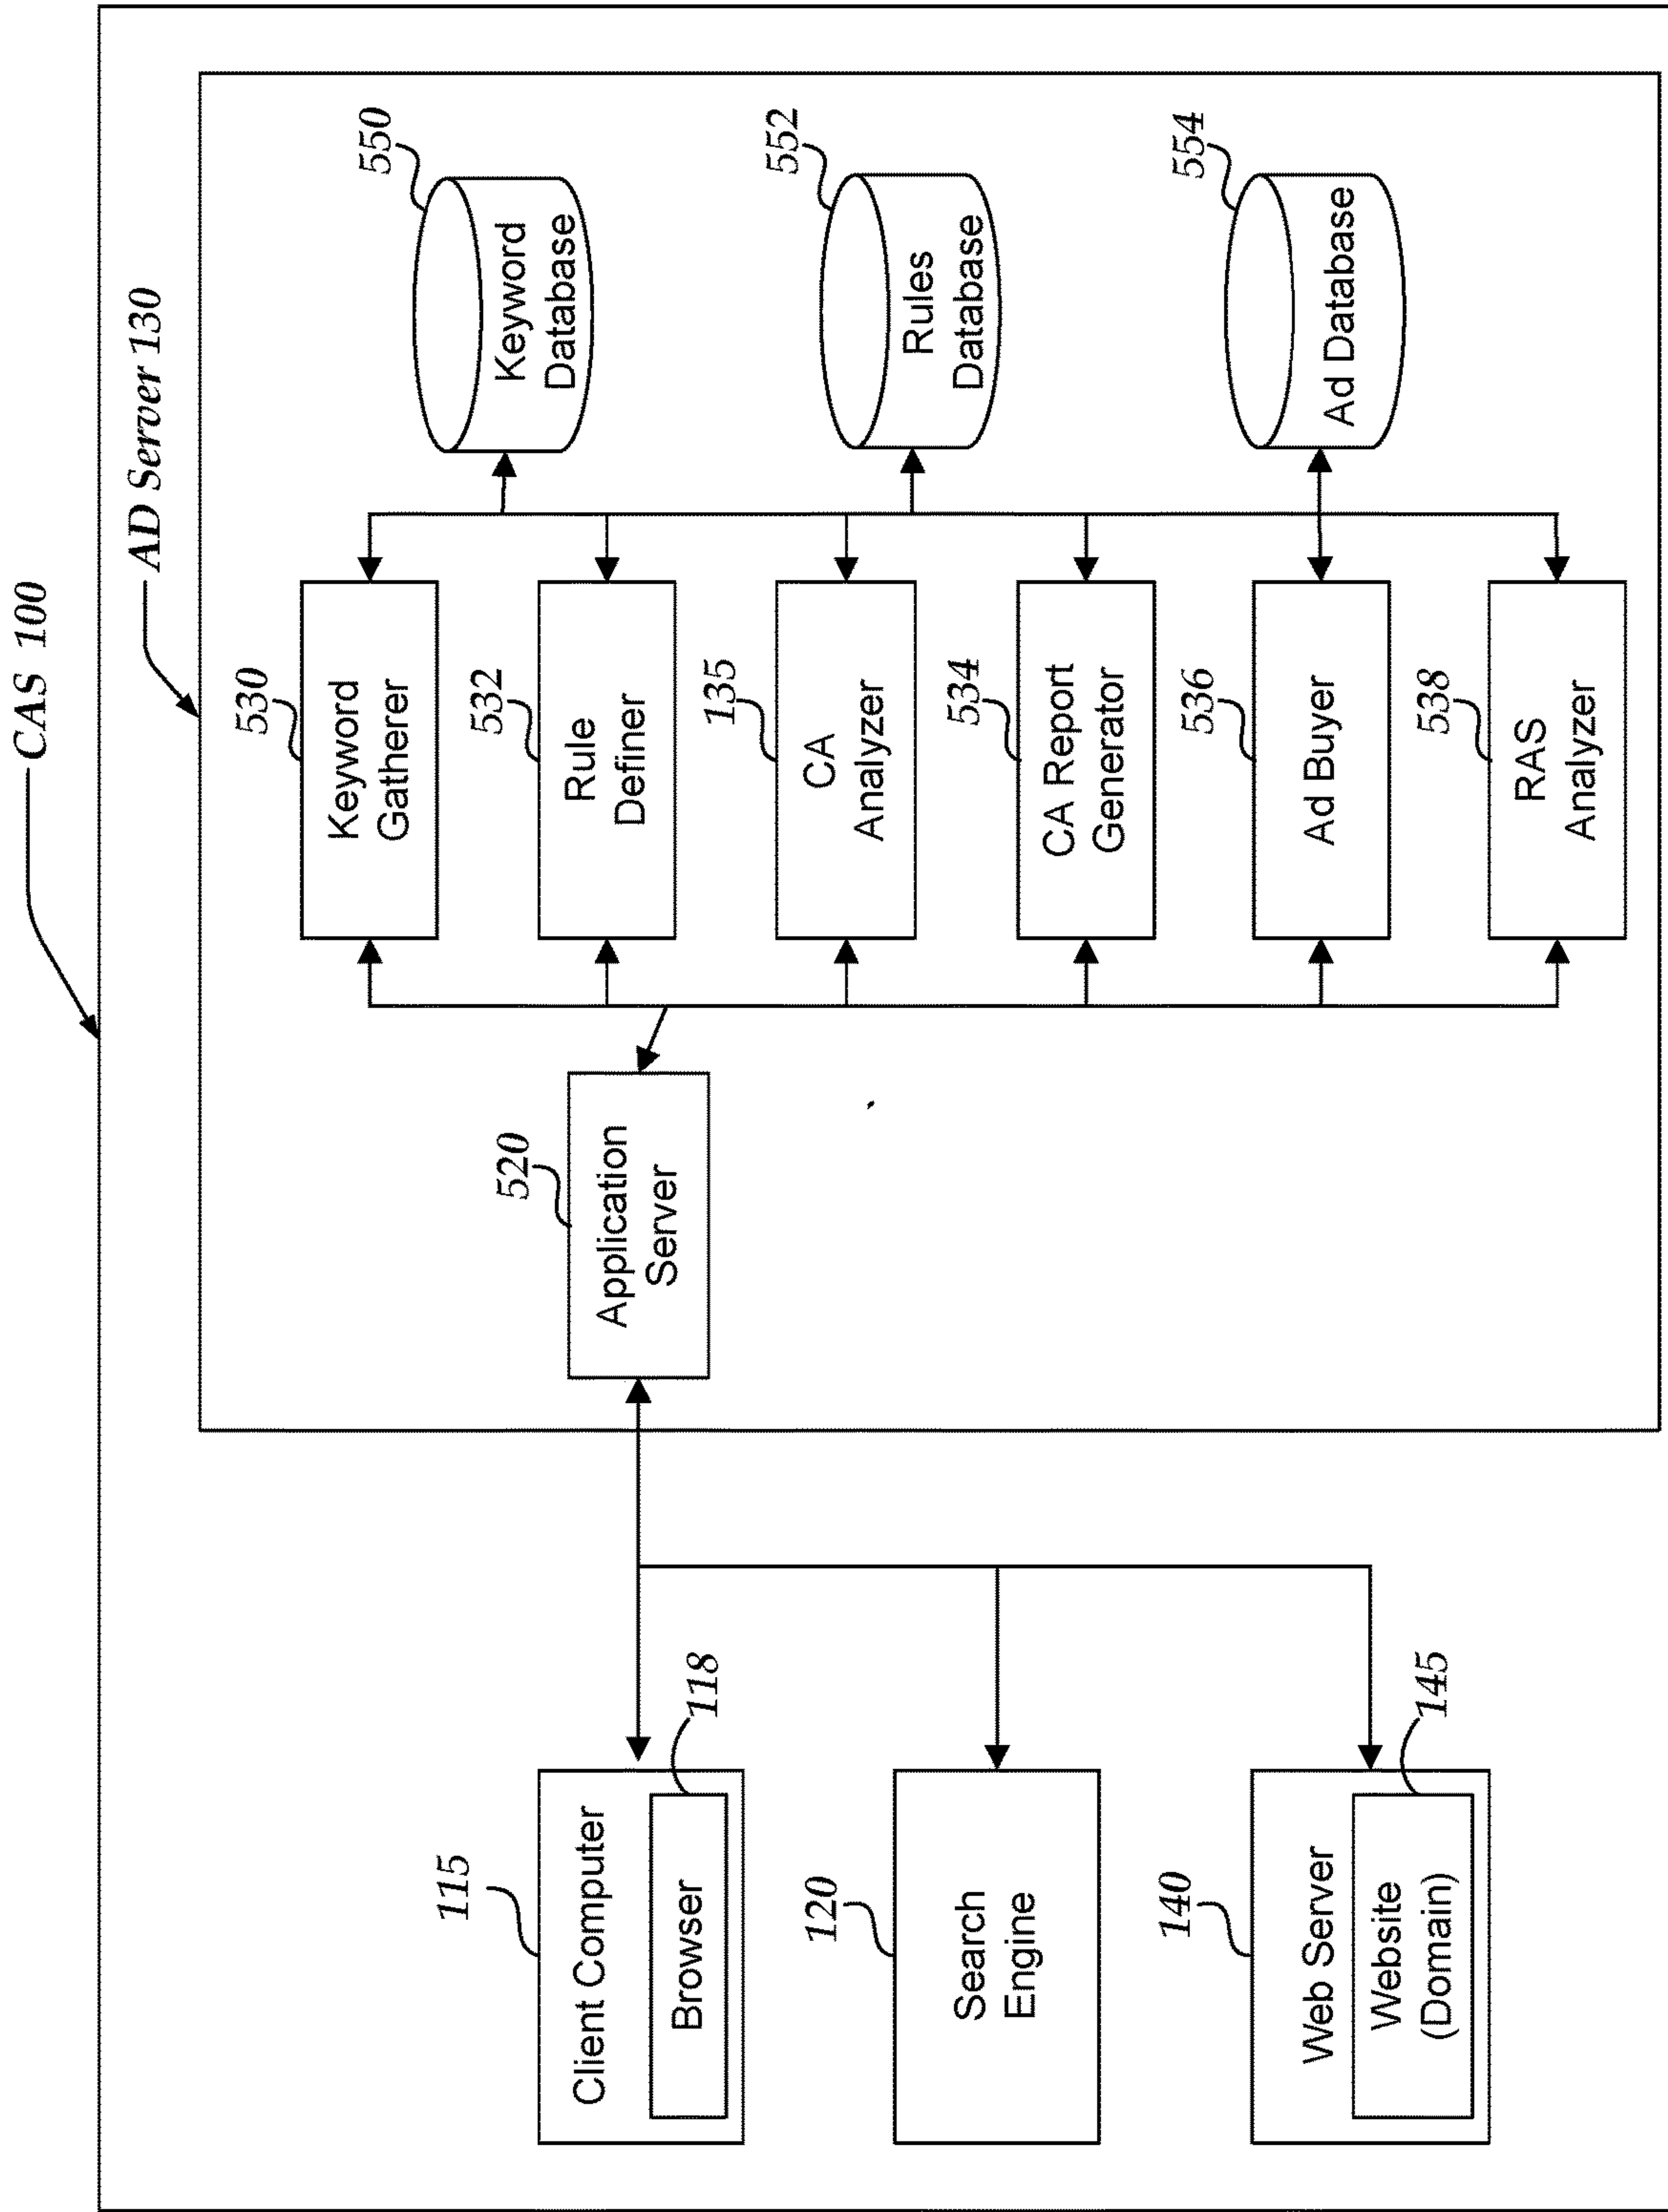 CAS 100
AD Server 130
115
Client Computer
Browser
118
120
Search
Engine
140
Web Server
Website
(Domain)
145
520
Application
Server
530
Keyword
Gatherer
532
Rule
Definer
135
CA
Analyzer
534
CA Report
Generator
536
Ad Buyer
538
RAS
Analyzer
550
Keyword
Database
552
Rules
Database
554
Ad Database